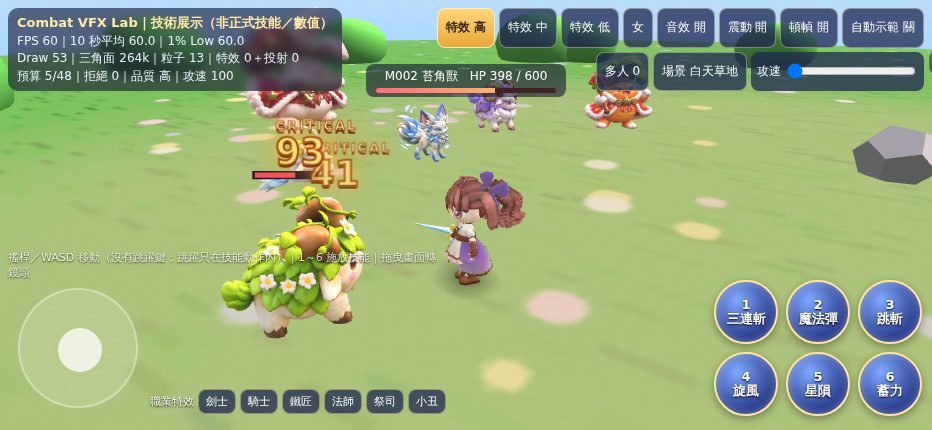 Combat VFX Lab｜技術展示（非正式技能／數值）
FPS 60｜10 秒平均 60.0｜1% Low 60.0
Draw 53｜三角面 264k｜粒子 13｜特效 0＋投射 0
預算 5/48｜拒絕 0｜品質 高｜攻速 100
特效 高
特效 中
特效 低
女
音效 開
震動 開
頓幀 開
自動示範 關
多人 0
場景 白天草地
攻速
M002 苔角獸 HP 398 / 600
CRITICAL
93
CRITICAL
41
搖桿／WASD 移動（沒有跳躍鍵；跳躍只在技能動作內）｜1～6 施放技能｜拖曳畫面轉
鏡頭
1
三連斬
2
魔法彈
3
跳斬
4
旋風
5
星隕
6
蓄力
職業特效
劍士
騎士
鐵匠
法師
祭司
小丑